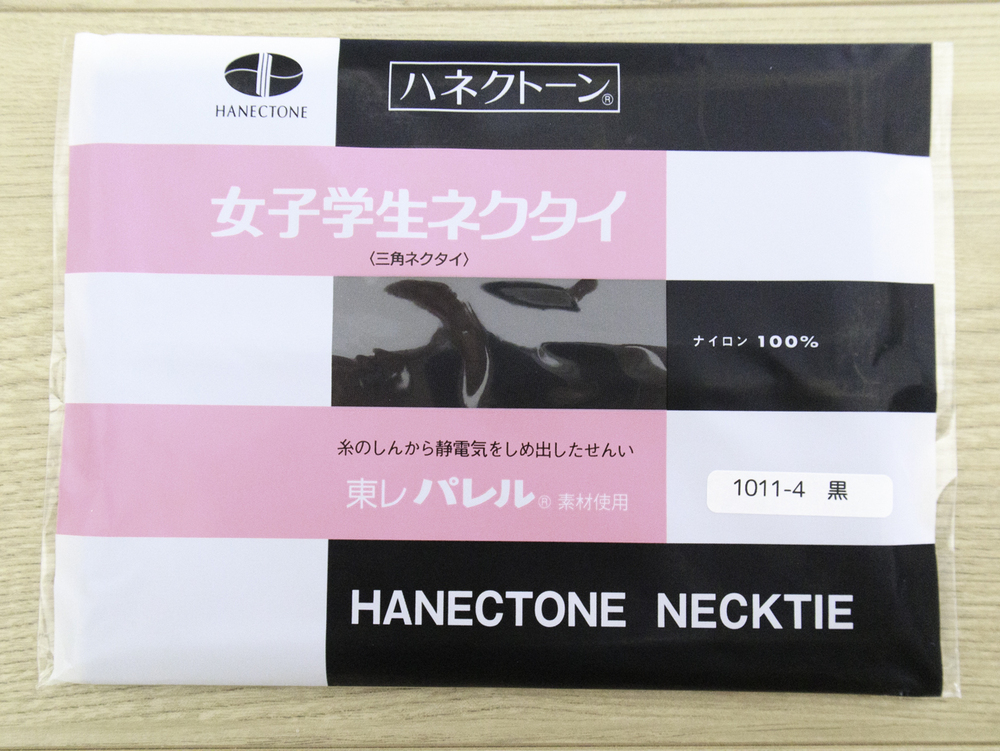 HANECTONE
ハネクトーン®
女子学生ネクタイ
〈三角ネクタイ〉
ナイロン 100%
糸のしんから静電気をしめ出したせんい
東レ パレル® 素材使用
1011-4 黒
HANECTONE NECKTIE